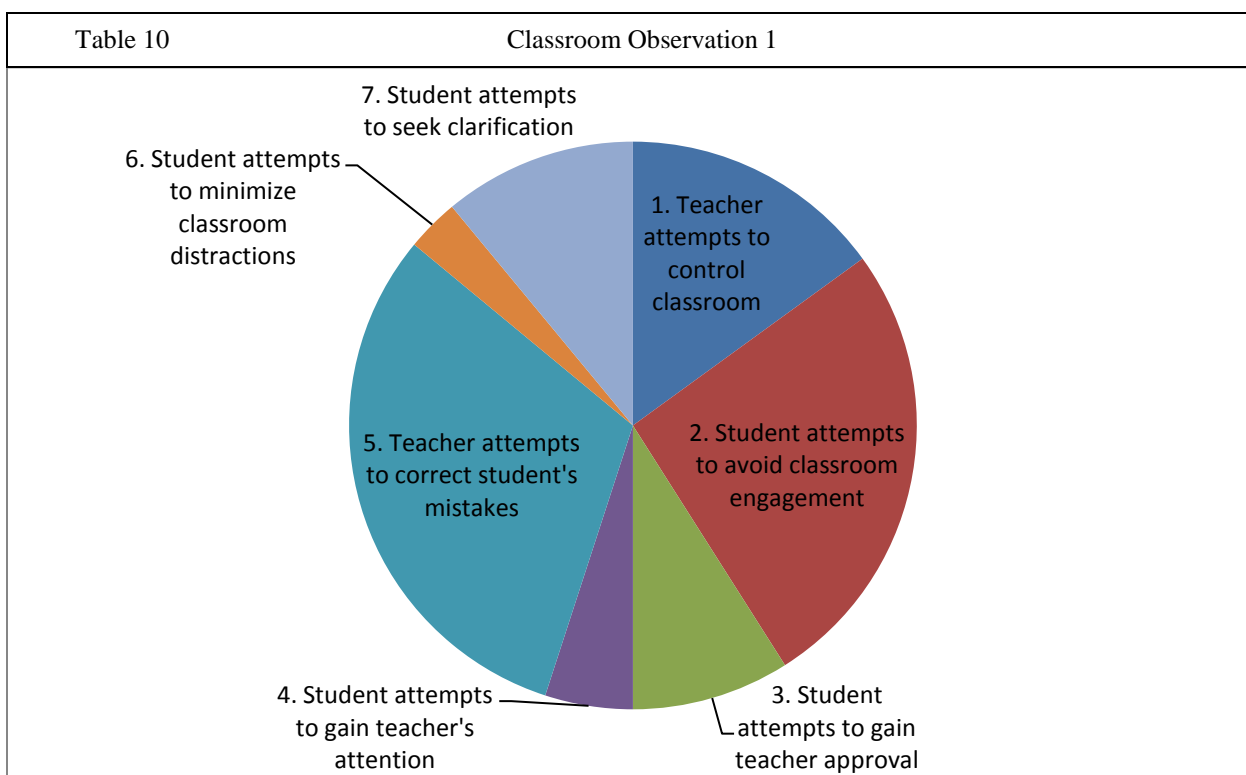 Table 10 Classroom Observation 1
7. Student attempts
to seek clarification
6. Student attempts
to minimize
classroom
distractions
1. Teacher
attempts to
control
classroom
2. Student attempts
to avoid classroom
engagement
5. Teacher attempts
to correct student's
mistakes
4. Student attempts
to gain teacher's
attention
3. Student
attempts to gain
teacher approval